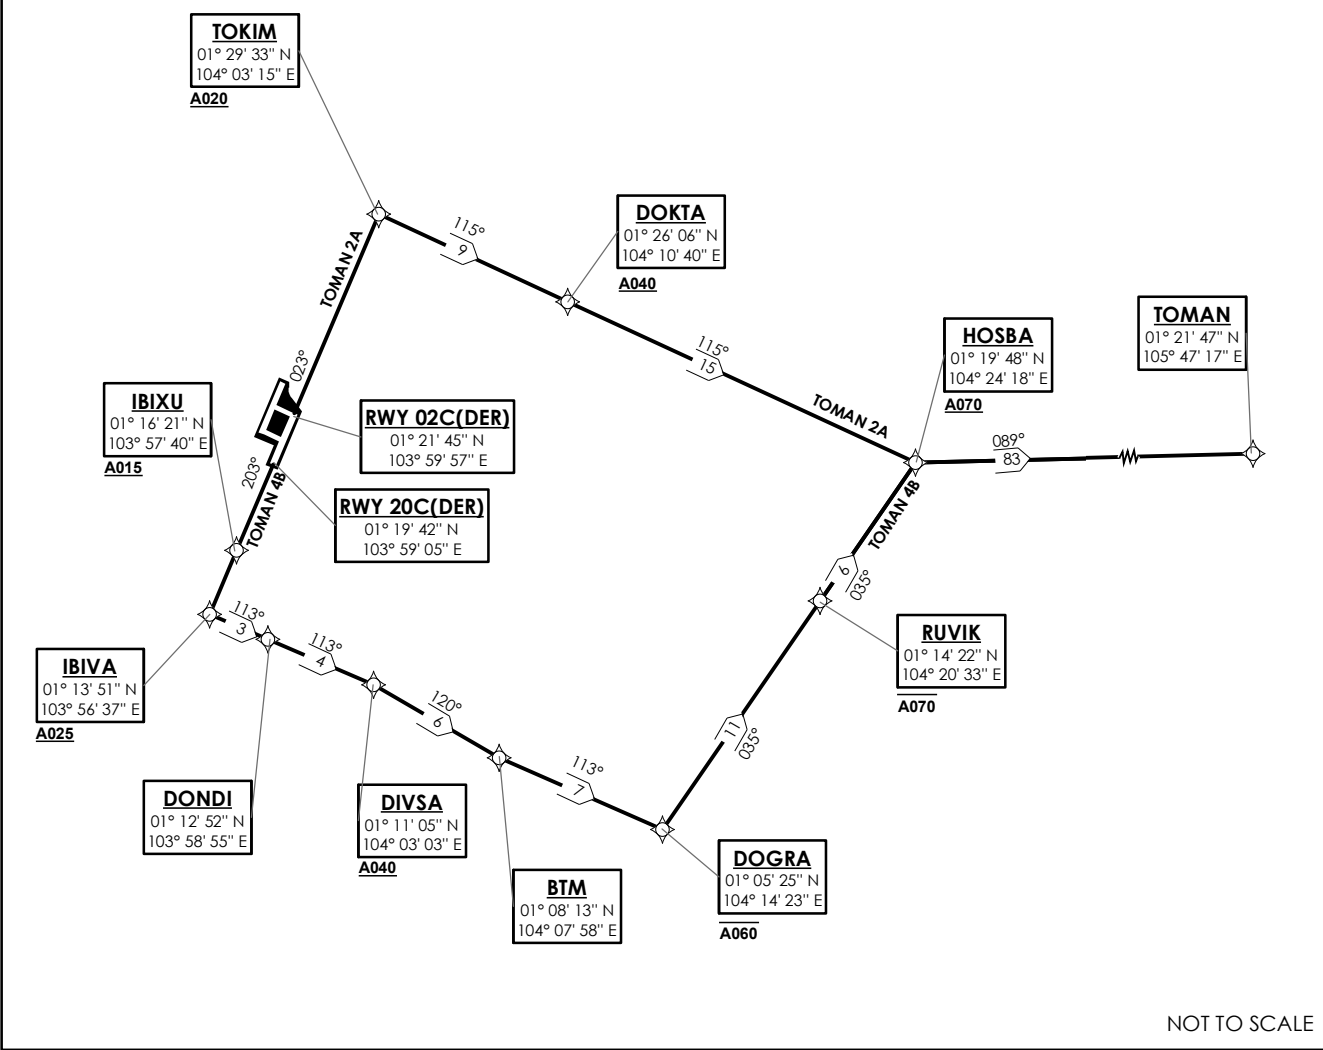 TOKIM
01° 29' 33" N
104° 03' 15" E
A020
DOKTA
01° 26' 06" N
104° 10' 40" E
A040
115°
9
TOMAN 2A
023°
115°
15
TOMAN 2A
HOSBA
01° 19' 48" N
104° 24' 18" E
A070
TOMAN
01° 21' 47" N
105° 47' 17" E
089°
83
IBIXU
01° 16' 21" N
103° 57' 40" E
A015
RWY 02C(DER)
01° 21' 45" N
103° 59' 57" E
RWY 20C(DER)
01° 19' 42" N
103° 59' 05" E
203°
TOMAN 4B
TOMAN 4B
6
035°
RUVIK
01° 14' 22" N
104° 20' 33" E
A070
113°
3
113°
4
120°
6
113°
7
11
035°
IBIVA
01° 13' 51" N
103° 56' 37" E
A025
DONDI
01° 12' 52" N
103° 58' 55" E
DIVSA
01° 11' 05" N
104° 03' 03" E
A040
BTM
01° 08' 13" N
104° 07' 58" E
DOGRA
01° 05' 25" N
104° 14' 23" E
A060
NOT TO SCALE